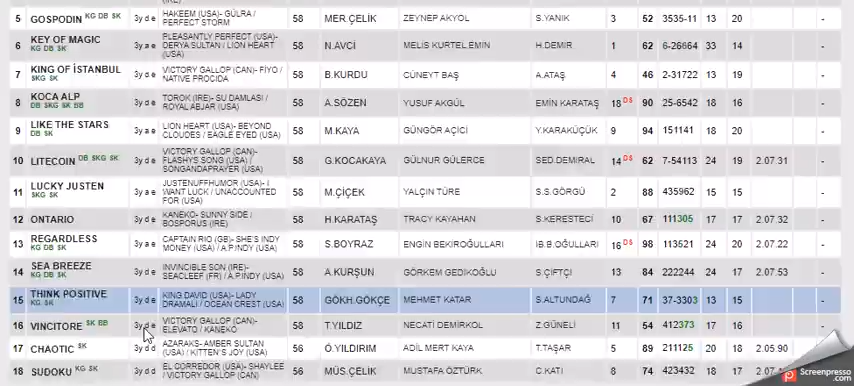 5 GOSPODIN KG DB SK 3y d e HAKEEM (USA)- GÜLRA / PERFECT STORM 58 MER.ÇELİK ZEYNEP AKYOL S.YANIK 3 52 3535-11 13 20 -
6 KEY OF MAGIC KG DB SK 3y a e PLEASANTLY PERFECT (USA)- DERYA SULTAN / LION HEART (USA) 58 N.AVCİ MELİS KURTEL EMİN H.DEMİR 1 62 6-26664 33 14 -
7 KING OF İSTANBUL SKG SK 3y a e VICTORY GALLOP (CAN)- FİYO / NATIVE PROCIDA 58 B.KURDU CÜNEYT BAŞ A.ATAŞ 4 46 2-31722 13 19 -
8 KOCA ALP DB SKG SK BB 3y d e TOROK (IRE)- SU DAMLASI / ROYAL ABJAR (USA) 58 A.SÖZEN YUSUF AKGÜL EMİN KARATAŞ 18 DS 90 25-6542 18 16 -
9 LIKE THE STARS DB SK 3y d e LION HEART (USA)- BEYOND CLOUDES / EAGLE EYED (USA) 58 M.KAYA GÜNGÖR AÇICİ Y.KARAKÜÇÜK 9 94 151141 18 20 -
10 LITECOIN DB SKG SK 3y d e VICTORY GALLOP (CAN)- FLASHYS SONG (USA) / SONGANDAPRAYER (USA) 58 G.KOCAKAYA GÜLNUR GÜLERCE SED.DEMİRAL 14 DS 62 7-54113 24 19 2.07.31 -
11 LUCKY JUSTEN SKG SK 3y a e JUSTENUFFHUMOR (USA)- I WANT LUCK / UNACCOUNTED FOR (USA) 58 M.ÇİÇEK YALÇIN TÜRE S.S.GÖRGÜ 2 88 435962 15 15 -
12 ONTARIO 3y d e KANEKO- SUNNY SIDE / BOSPORUS (IRE) 58 H.KARATAŞ TRACY KAYAHAN S.KERESTECİ 10 67 111305 17 17 2.07.32 -
13 REGARDLESS KG DB SK 3y a e CAPTAIN RIO (GB)- SHE'S INDY MONEY (USA) / A.P.INDY (USA) 58 S.BOYRAZ ENGİN BEKİROĞULLARI İB.B.OĞULLARI 16 DS 98 113521 24 20 2.07.22 -
14 SEA BREEZE KG DB SK 3y d e INVINCIBLE SON (IRE)- SEACLEEF (FR) / A.P.INDY (USA) 58 A.KURŞUN GÖRKEM GEDİKOĞLU S.ÇİFTÇİ 13 84 222244 24 17 2.07.53 -
15 THINK POSITIVE KG SK 3y d e KING DAVID (USA)- LADY DRAMALI / OCEAN CREST (USA) 58 GÖKH.GÖKÇE MEHMET KATAR S.ALTUNDAĞ 7 71 37-3303 13 15 -
16 VINCITORE SK BB 3y d e VICTORY GALLOP (CAN)- ELEVATO / KANEKO 58 T.YILDIZ NECATİ DEMİRKOL Z.GÜNELİ 11 54 412373 17 16 -
17 CHAOTIC SK 3y d d AZARAKS- AMBER SULTAN (USA) / KITTEN'S JOY (USA) 56 Ö.YILDIRIM ADİL MERT KAYA T.TAŞAR 5 89 211125 20 18 2.05.90
18 SUDOKU KG SK 3y d d EL CORREDOR (USA)- SHAYLEE / VICTORY GALLOP (CAN) 56 MÜS.ÇELİK MUSTAFA ÖZTÜRK C.KATI 8 74 423432 18 17
Screenpresso.com